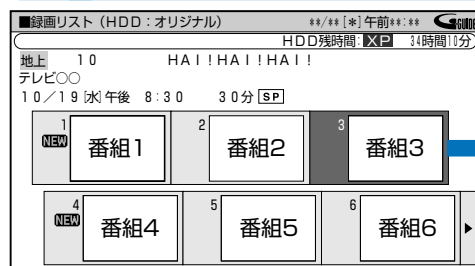 ■録画リスト（HDD：オリジナル） **/**[*]午前**:** GGUIDE
HDD残時間：XP 34時間10分
地上 10 HAI!HAI!HAI!
テレビ○○
10／19[水]午後 8:30 30分 SP
1 NEW 番組1 2 番組2 3 番組3
4 NEW 番組4 5 番組5 6 番組6